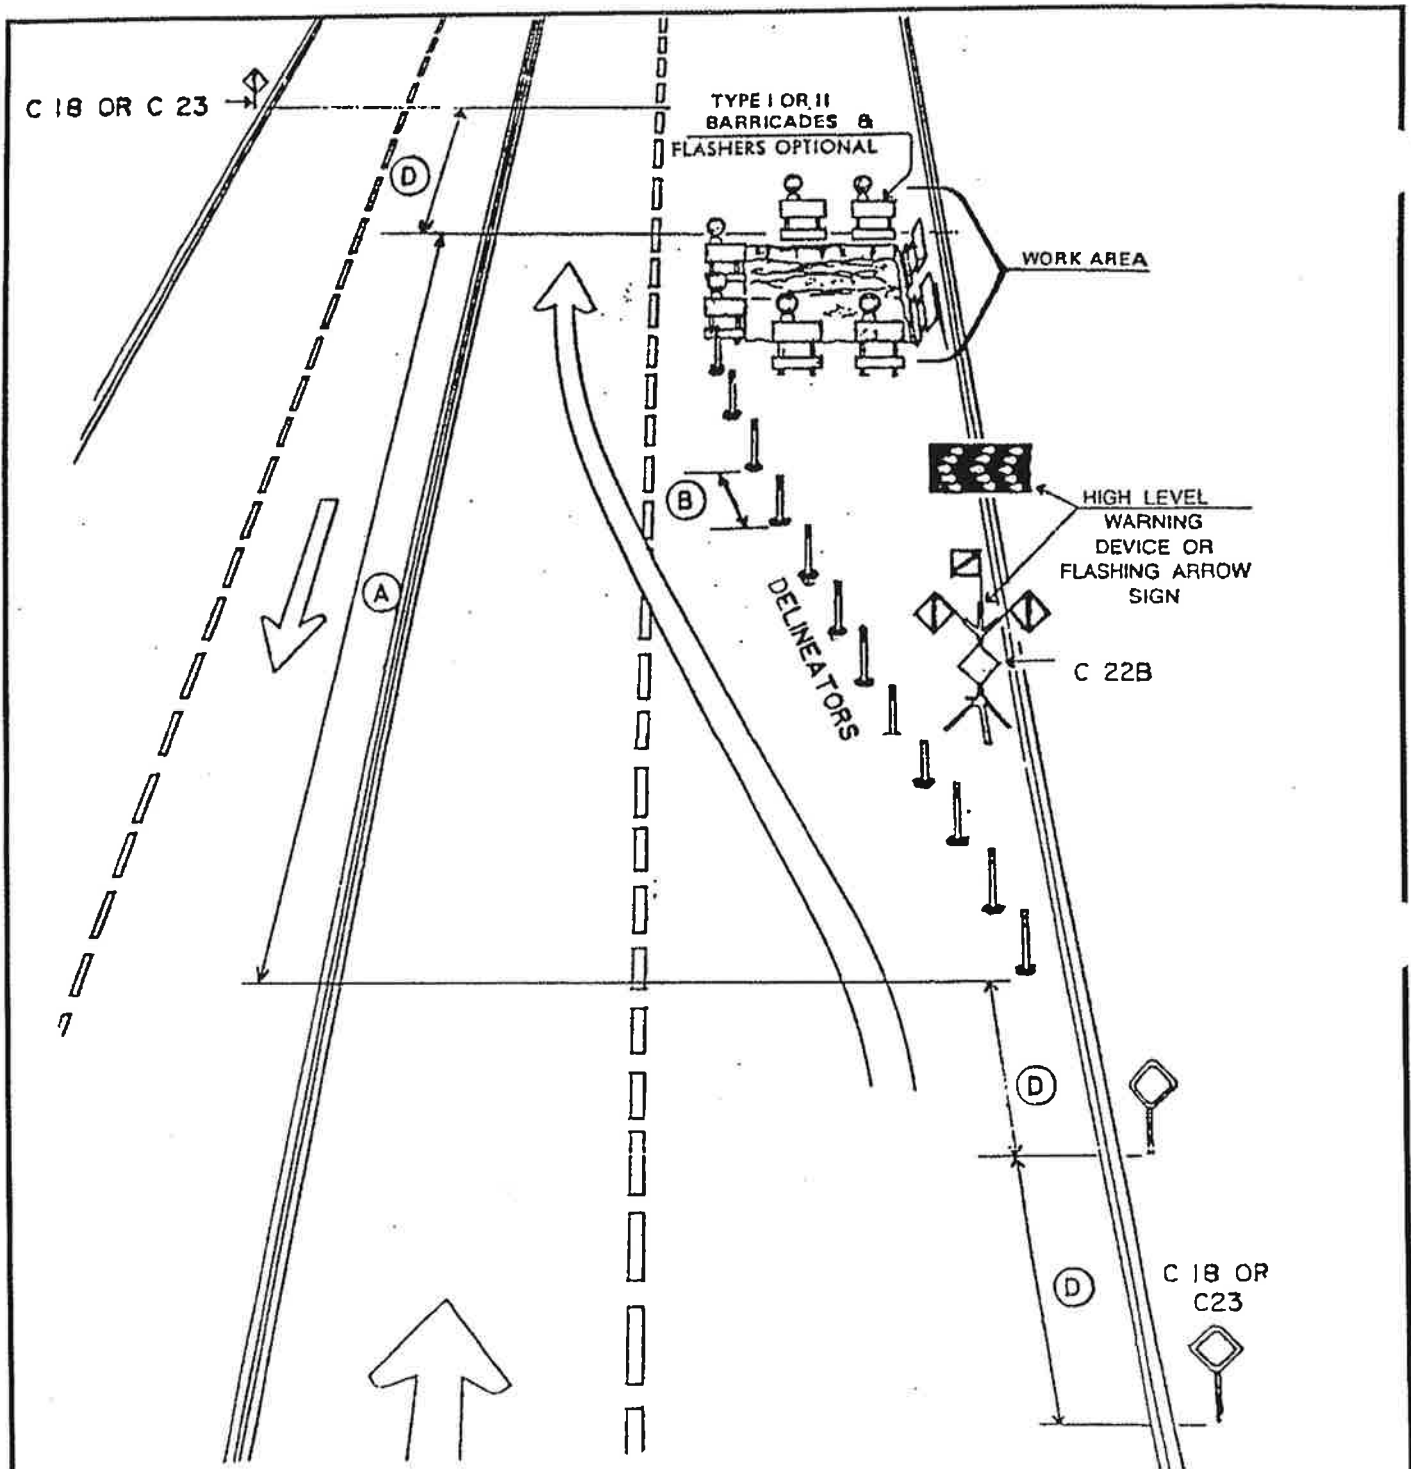 C 18 OR C 23
TYPE I OR II
BARRICADES &
FLASHERS OPTIONAL
D
WORK AREA
B
HIGH LEVEL
WARNING
DEVICE OR
FLASHING ARROW
SIGN
A
DELINEATORS
C 22B
D
D
C 18 OR
C23